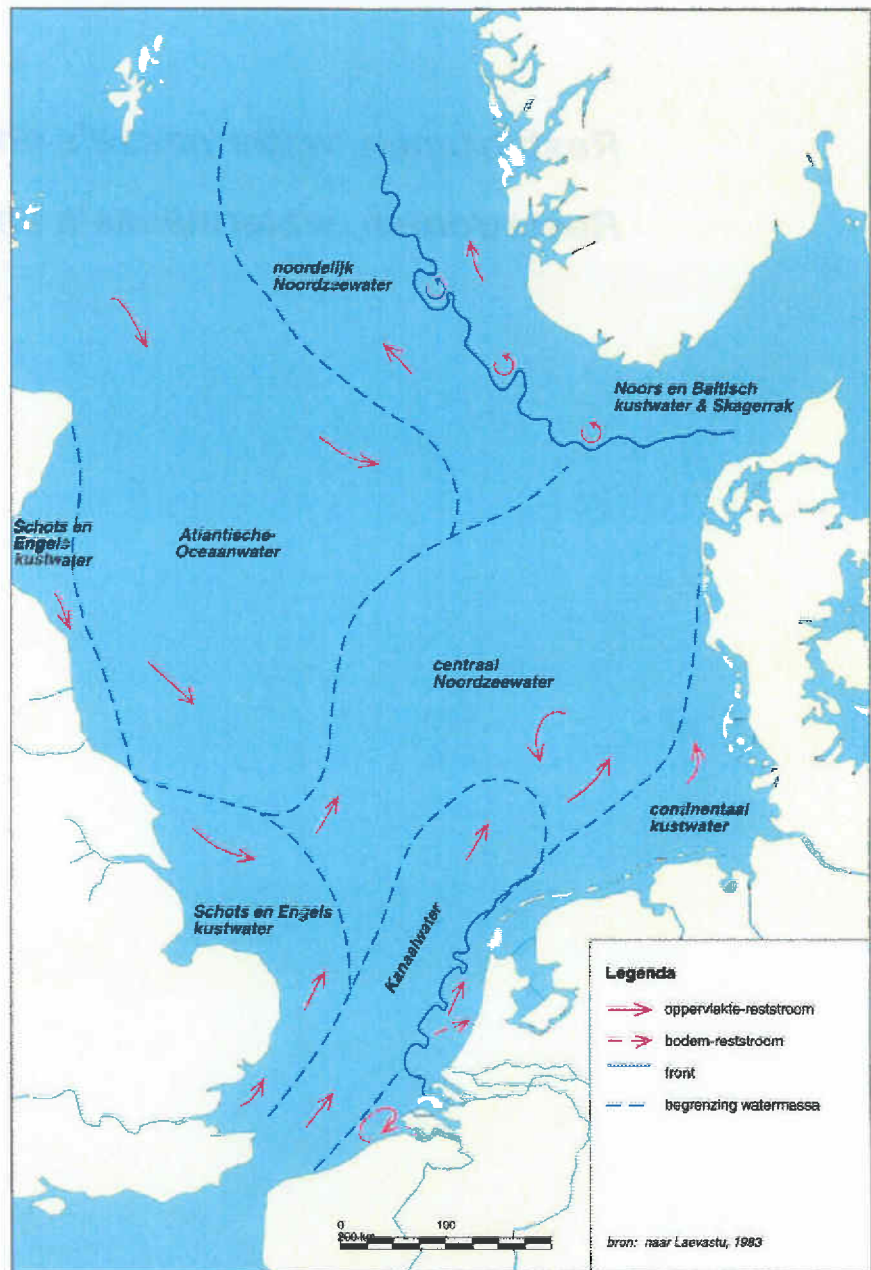 noordelijk
Noordzeewater
Noors en Baltisch
kustwater & Skagerrak
Schots en
Engels
kustwater
Atlantische-
Oceaanwater
centraal
Noordzeewater
continentaal
kustwater
Schots en Engels
kustwater
Kanaalwater
Legenda
oppervlakte-reststroom
bodem-reststroom
front
begrenzing watermassa
0 100
200 km
bron: naar Laevastu, 1983